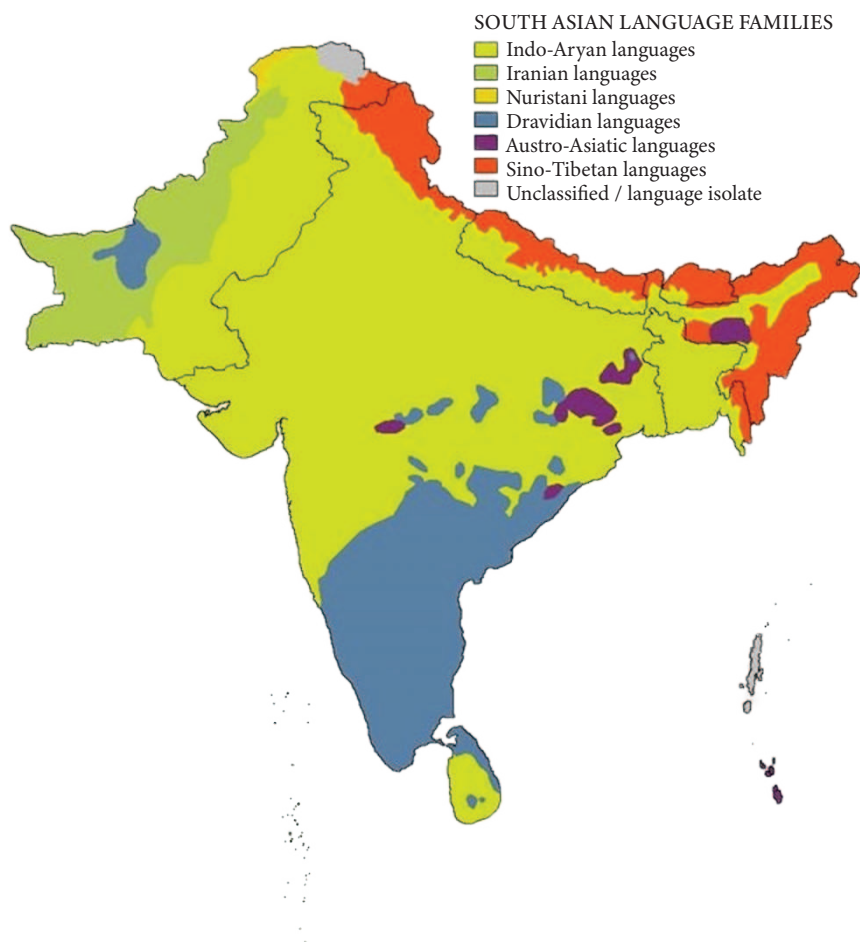 SOUTH ASIAN LANGUAGE FAMILIES
Indo-Aryan languages
Iranian languages
Nuristani languages
Dravidian languages
Austro-Asiatic languages
Sino-Tibetan languages
Unclassified / language isolate